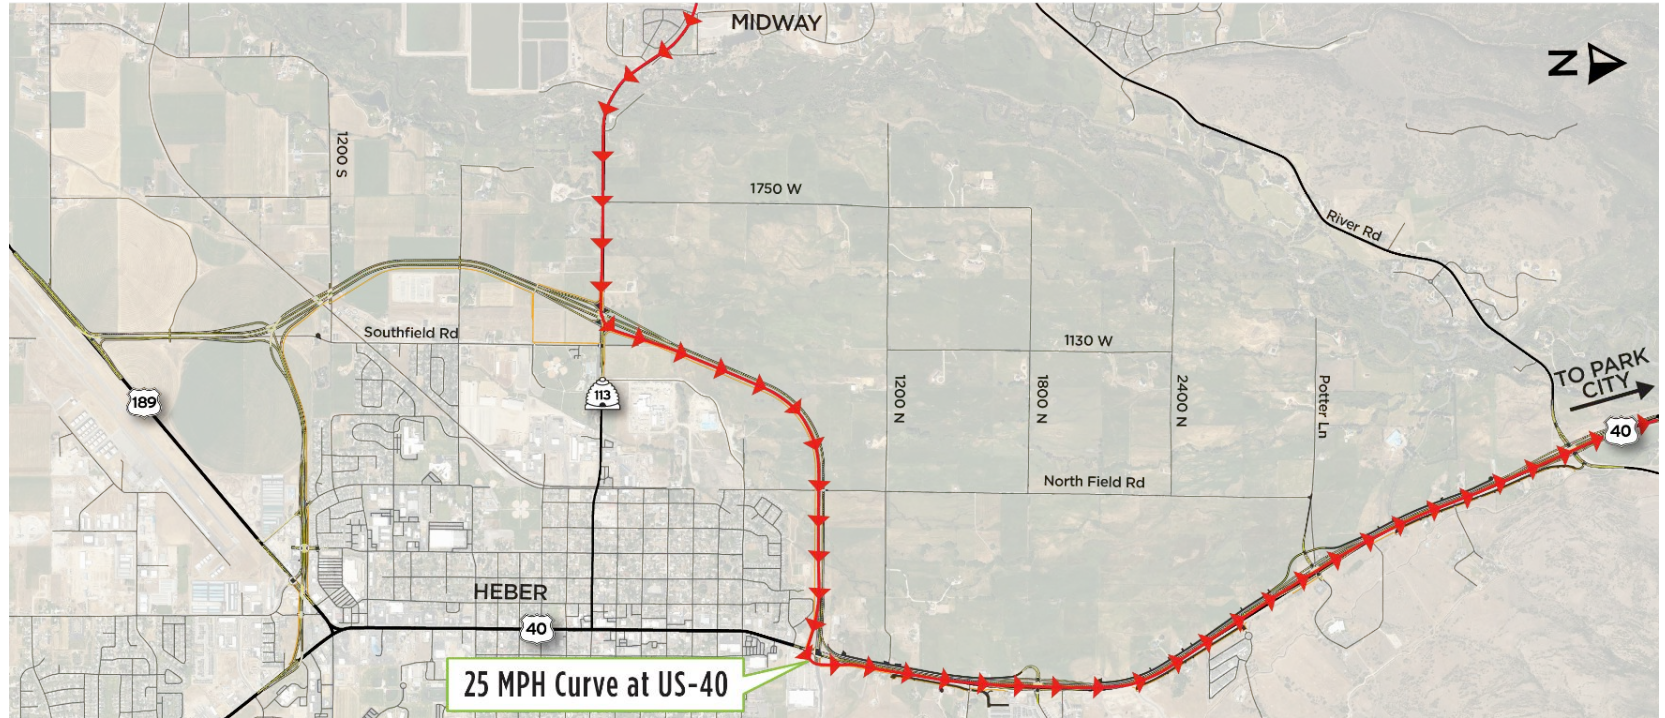 MIDWAY
N
1200 S
1750 W
River Rd
Southfield Rd
1130 W
TO PARK
CITY
189
113
1200 N
1800 N
2400 N
Potter Ln
40
North Field Rd
HEBER
40
25 MPH Curve at US-40